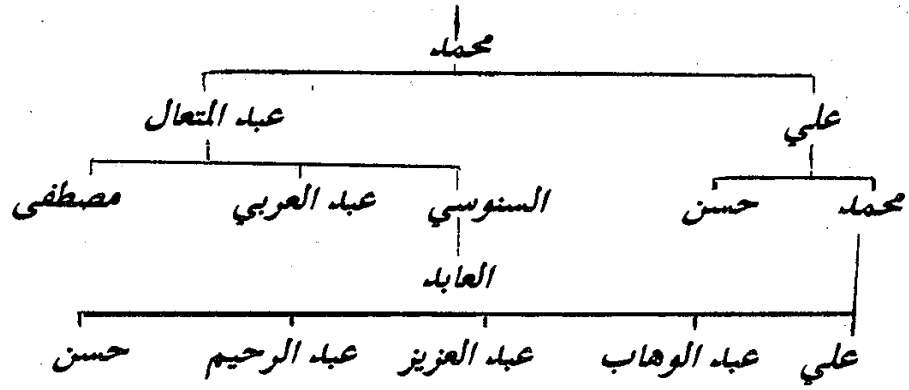 محمد
علي عبد المتعال
محمد حسن السنوسي عبد العربي مصطفى
العابد
علي عبد الوهاب عبد العزيز عبد الرحيم حسن